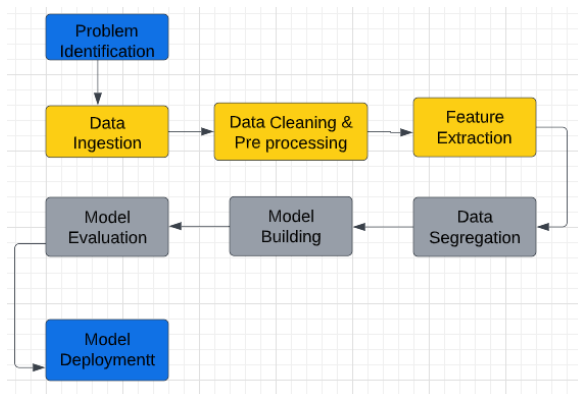 Problem
Identification
Data
Ingestion
Data Cleaning &
Pre processing
Feature
Extraction
Data
Segregation
Model
Building
Model
Evaluation
Model
Deploymentt